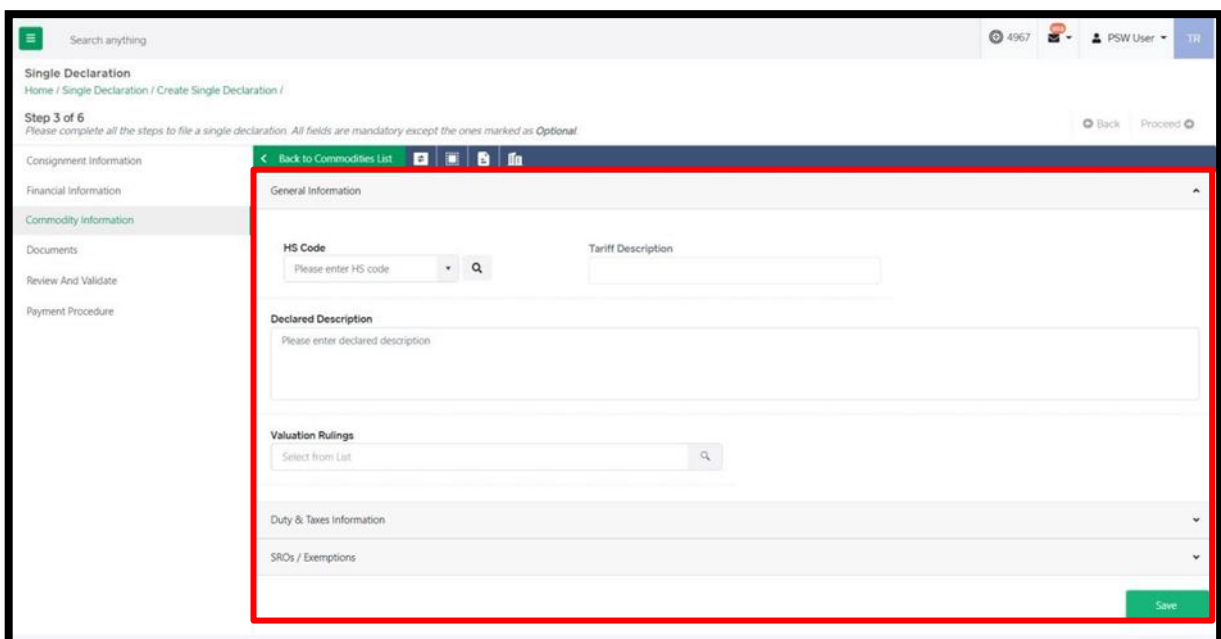 Search anything
4967
PSW User
TR
Single Declaration
Home / Single Declaration / Create Single Declaration /
Step 3 of 6
Please complete all the steps to file a single declaration. All fields are mandatory except the ones marked as Optional.
Back
Proceed
Consignment Information
Financial Information
Commodity Information
Documents
Review And Validate
Payment Procedure
Back to Commodities List
General Information
HS Code
Tariff Description
Please enter HS code
Declared Description
Please enter declared description
Valuation Rulings
Select from List
Duty & Taxes Information
SROs / Exemptions
Save